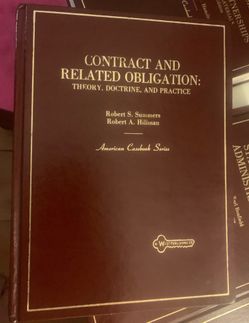 CONTRACT AND
RELATED OBLIGATION:
THEORY, DOCTRINE, AND PRACTICE
Robert S. Summers
Robert A. Hillman
American Casebook Series